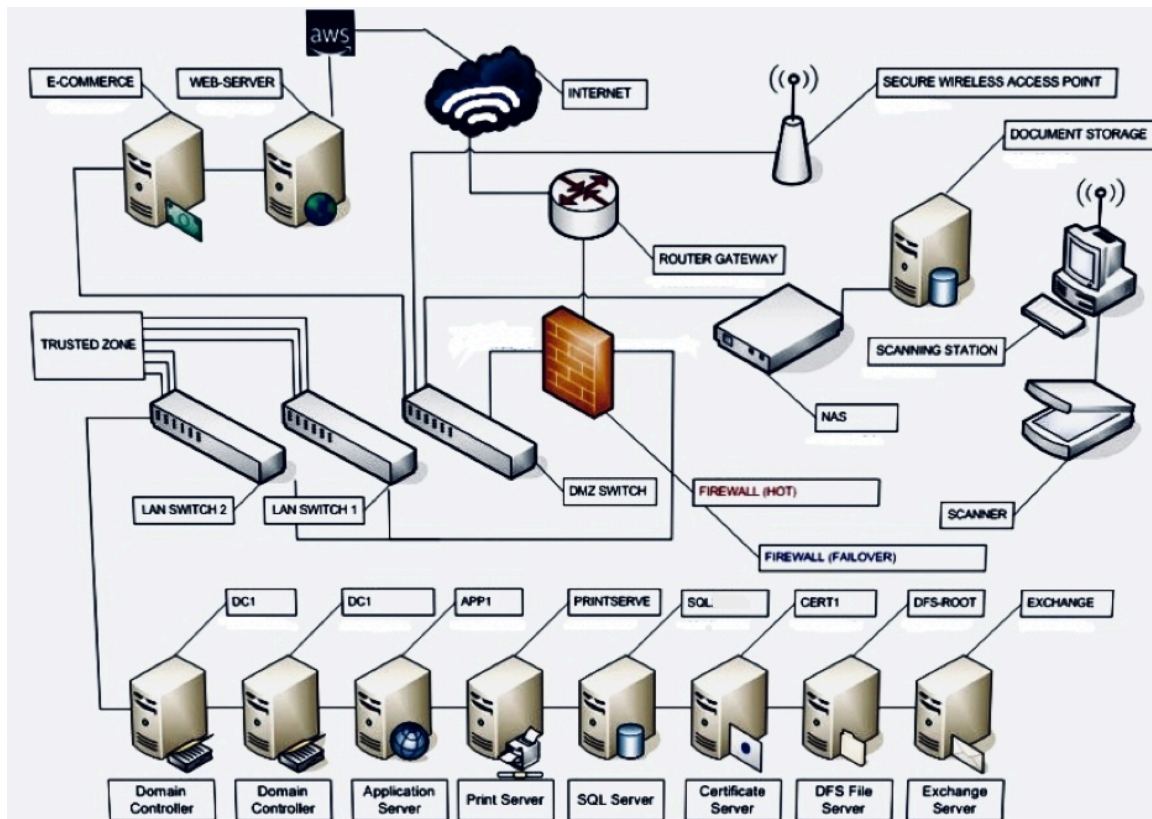 aws
E-COMMERCE
WEB-SERVER
INTERNET
SECURE WIRELESS ACCESS POINT
DOCUMENT STORAGE
ROUTER GATEWAY
TRUSTED ZONE
SCANNING STATION
NAS
LAN SWITCH 2
LAN SWITCH 1
DMZ SWITCH
FIREWALL (HOT)
SCANNER
FIREWALL (FAILOVER)
DC1
DC1
APP1
PRINTSERVE
SQL
CERT1
DFS-ROOT
EXCHANGE
Domain
Controller
Domain
Controller
Application
Server
Print Server
SQL Server
Certificate
Server
DFS File
Server
Exchange
Server